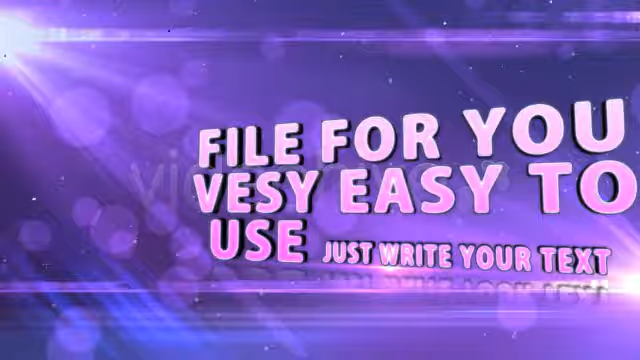 FILE FOR YOU
VESY EASY TO
USE JUST WRITE YOUR TEXT